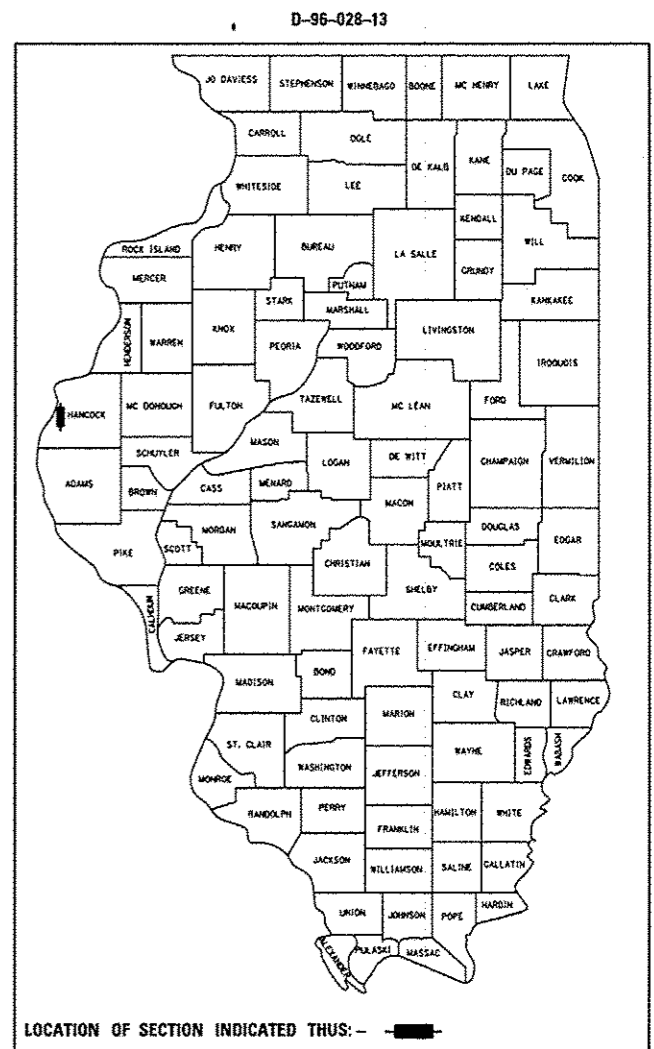 D-96-028-13
JO DAVIESS STEPHENSON WINNEBAGO BOONE MC HENRY LAKE
CARROLL OGLE DE KALB KANE DU PAGE COOK
WHITESIDE LEE
KENDALL WILL
ROCK ISLAND HENRY BUREAU LA SALLE GRUNDY
MERCER PUTNAM KANKAKEE
STARK MARSHALL
HENDERSON WARREN KNOX PEORIA WOODFORD LIVINGSTON IROQUOIS
HANCOCK MC DONOUGH FULTON TAZEWELL MC LEAN FORD
MASON
SCHUYLER LOGAN DE WITT CHAMPAIGN VERMILION
ADAMS BROWN CASS MENARD MACON PIATT
MORGAN SANGAMON DOUGLAS
PIKE SCOTT CHRISTIAN MOULTRIE COLES EDGAR
GREENE SHELBY
CALHOUN MACOUPIN MONTGOMERY CUMBERLAND CLARK
JERSEY
FAYETTE EFFINGHAM JASPER CRAWFORD
MADISON BOND
CLAY RICHLAND LAWRENCE
CLINTON MARION
ST. CLAIR WAYNE EDWARDS WABASH
WASHINGTON JEFFERSON
MONROE
RANDOLPH PERRY HAMILTON WHITE
FRANKLIN
JACKSON WILLIAMSON SALINE GALLATIN
UNION JOHNSON POPE HARDIN
ALEXANDER PULASKI MASSAC
LOCATION OF SECTION INDICATED THUS: -